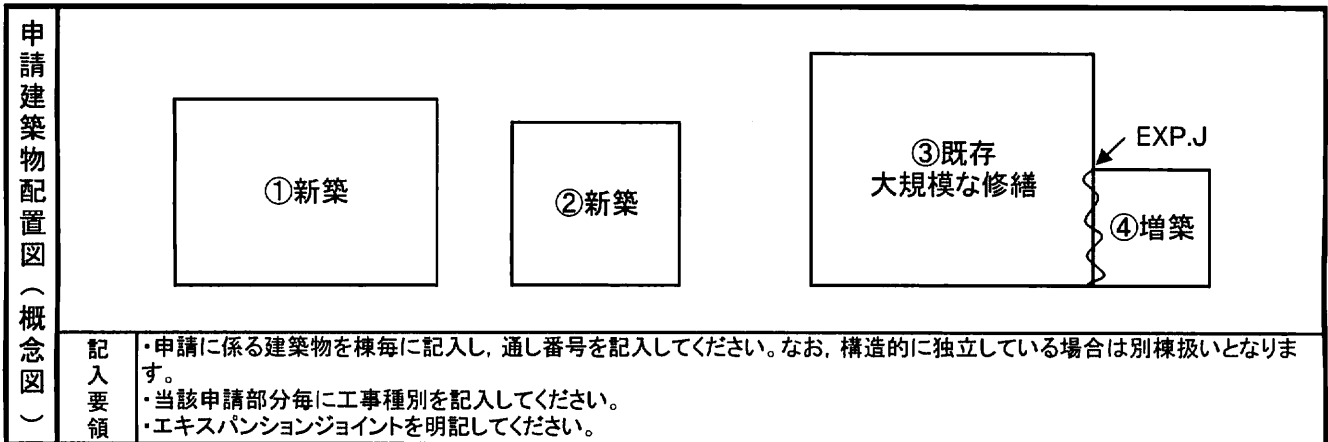 申請建築物配置図（概念図）
①新築
②新築
③既存
大規模な修繕
EXP.J
④増築
記入要領
・申請に係る建築物を棟毎に記入し，通し番号を記入してください。なお，構造的に独立している場合は別棟扱いとなりま
す。
・当該申請部分毎に工事種別を記入してください。
・エキスパンションジョイントを明記してください。